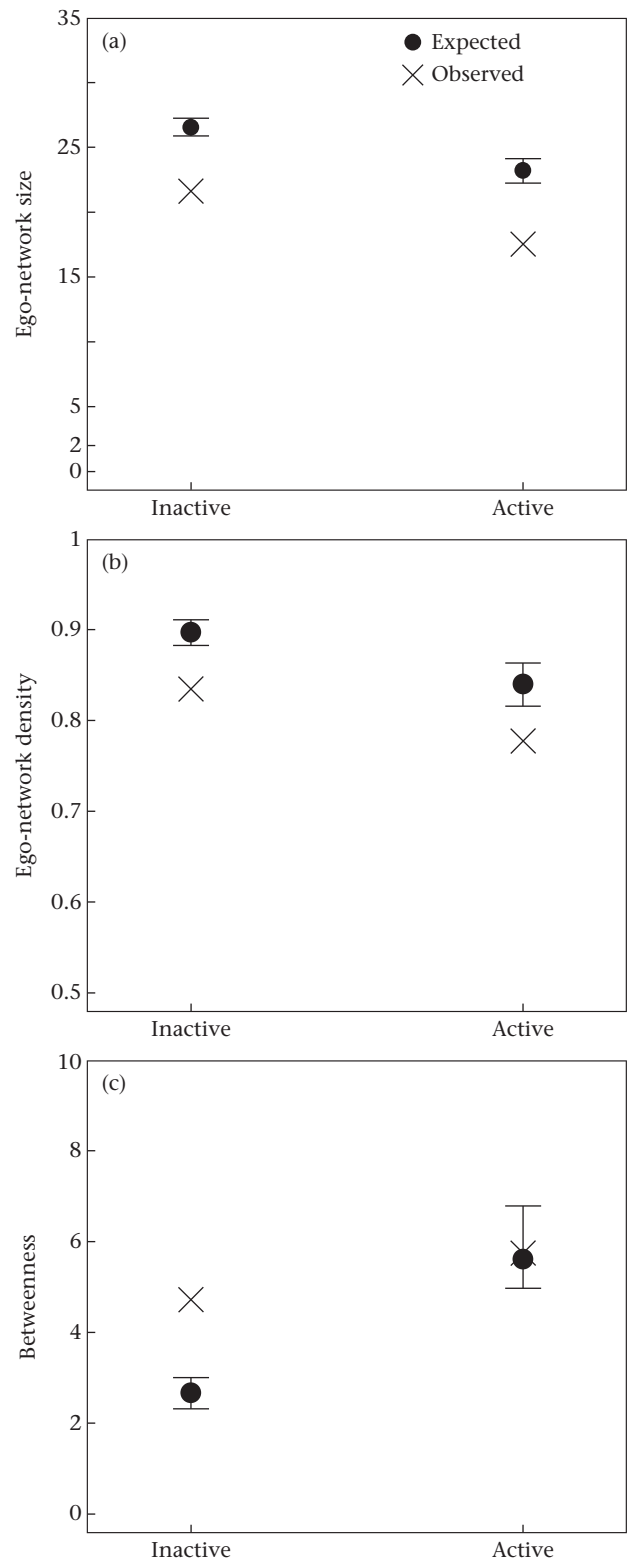 35
(a)
Expected
Observed
25
15
5
2
0
Ego-network size
Inactive
Active
1
(b)
0.9
0.8
0.7
0.6
0.5
Ego-network density
Inactive
Active
10
(c)
8
6
4
2
0
Betweenness
Inactive
Active